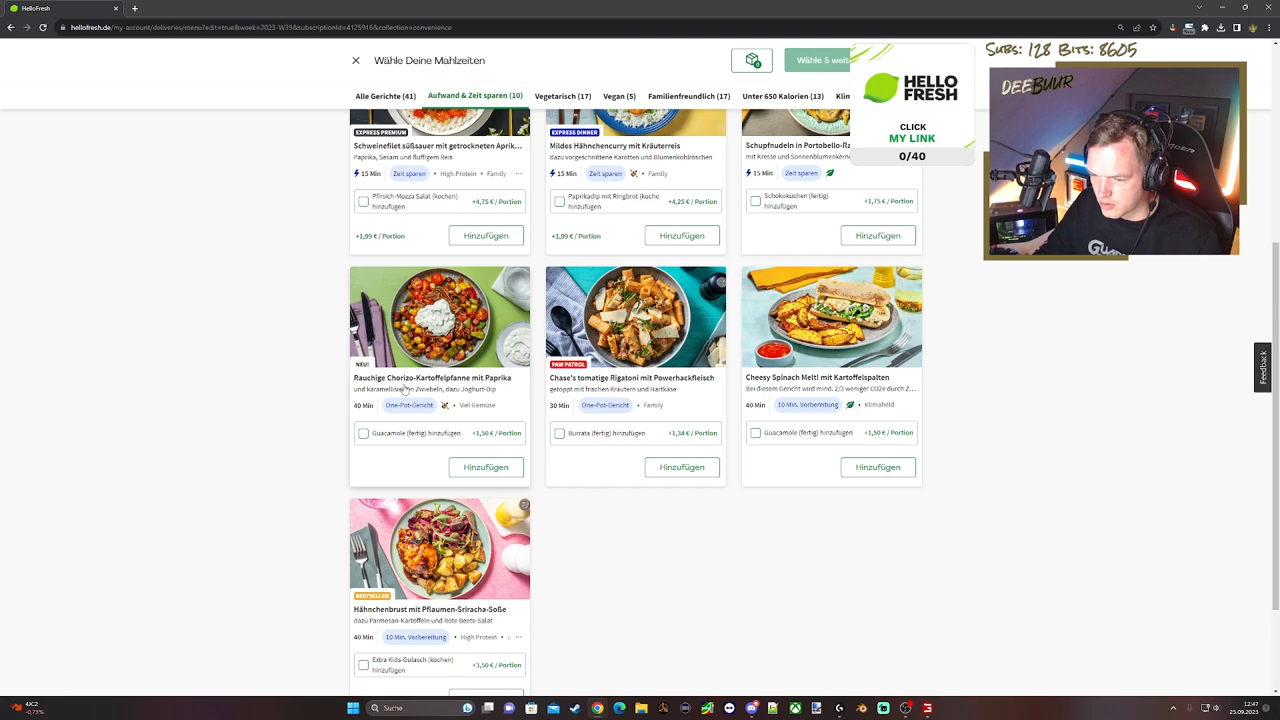 HelloFresh
hellofresh.de/my-account/deliveries/menu?edit=true&week=2023-W39&subscriptionId=4125916&collection=convenience
Wähle Deine Mahlzeiten
Wähle 5 weit
Alle Gerichte (41)
Aufwand & Zeit sparen (10)
Vegetarisch (17)
Vegan (5)
Familienfreundlich (17)
Unter 650 Kalorien (13)
Klim
HELLO
FRESH
CLICK
MY LINK
0/40
SUBS: 128 BITS: 8605
DEEBUUR
EXPRESS PREMIUM
Schweinefilet süßsauer mit getrockneten Aprik...
Paprika, Sesam und fluffigem Reis
15 Min
Zeit sparen
• High Protein • Family ...
Pfirsich-Mozza Salat (kochen)
hinzufügen
+4,75 € / Portion
+1,99 € / Portion
Hinzufügen
EXPRESS DINNER
Mildes Hähnchencurry mit Kräuterreis
dazu vorgeschnittene Karotten und Blumenkohlröschen
15 Min
Zeit sparen
• Family
Paprikadip mit Ringbrot (koche
hinzufügen
+4,25 € / Portion
+1,99 € / Portion
Hinzufügen
Schupfnudeln in Portobello-Ra
mit Kresse und Sonnenblumenkerne
15 Min
Zeit sparen
Schokokuchen (fertig)
hinzufügen
+1,75 € / Portion
Hinzufügen
NEU!
Rauchige Chorizo-Kartoffelpfanne mit Paprika
und karamellisierten Zwiebeln, dazu Joghurt-Dip
40 Min
One-Pot-Gericht
• Viel Gemüse
Guacamole (fertig) hinzufügen
+1,50 € / Portion
Hinzufügen
PAW PATROL
Chase's tomatige Rigatoni mit Powerhackfleisch
getoppt mit frischen Kräutern und Hartkäse
30 Min
One-Pot-Gericht
• Family
Burrata (fertig) hinzufügen
+1,34 € / Portion
Hinzufügen
Cheesy Spinach Melt! mit Kartoffelspalten
Bei diesem Gericht wird mind. 2/3 weniger CO2e durch Z...
40 Min
10 Min. Vorbereitung
• Klimaheld
Guacamole (fertig) hinzufügen
+1,50 € / Portion
Hinzufügen
BESTSELLER
Hähnchenbrust mit Pflaumen-Sriracha-Soße
dazu Parmesan-Kartoffeln und Rote Beete-Salat
40 Min
10 Min. Vorbereitung
• High Protein •
Extra Kids-Gulasch (kochen)
hinzufügen
+3,50 € / Portion
Feedback
NJC2
-0,73%
Suche
12:47
25.09.2023